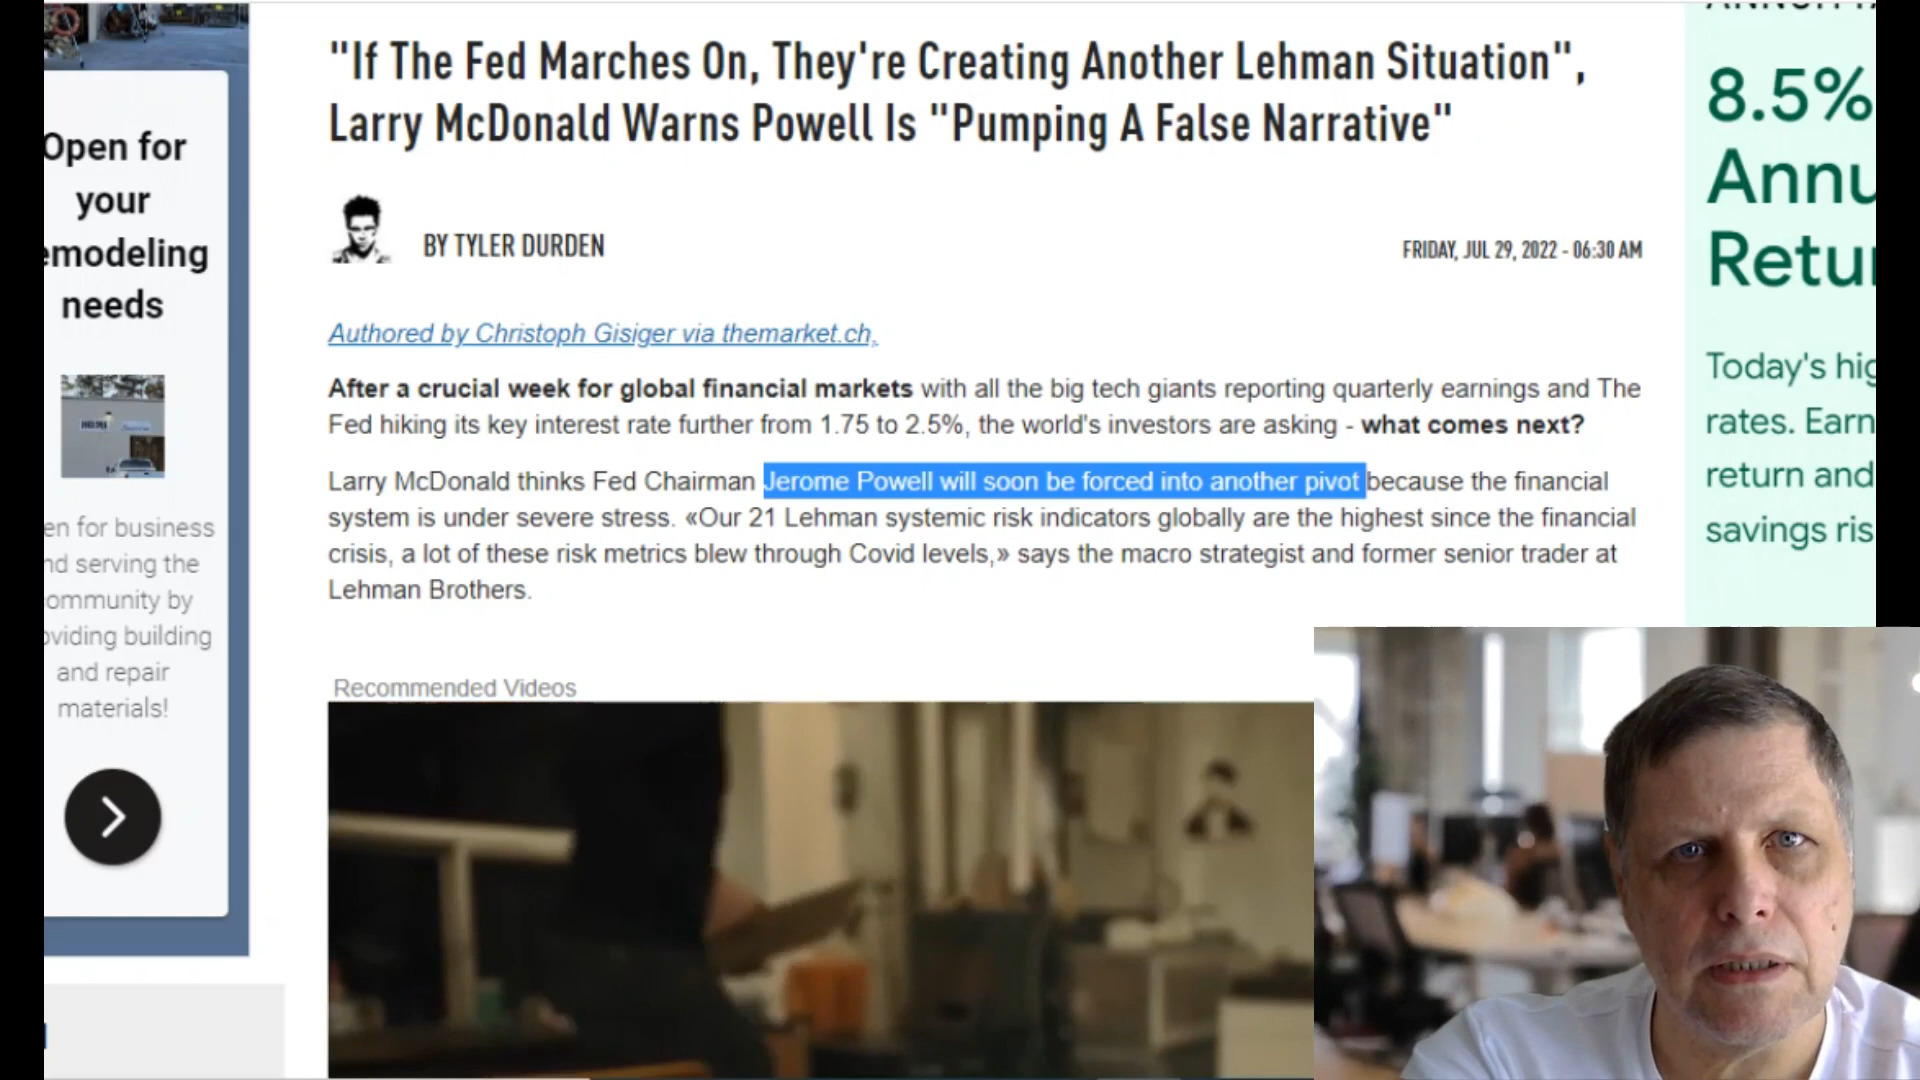 "If The Fed Marches On, They're Creating Another Lehman Situation",
Larry McDonald Warns Powell Is "Pumping A False Narrative"
BY TYLER DURDEN
FRIDAY, JUL 29, 2022 - 06:30 AM
Authored by Christoph Gisiger via themarket.ch,
After a crucial week for global financial markets with all the big tech giants reporting quarterly earnings and The
Fed hiking its key interest rate further from 1.75 to 2.5%, the world's investors are asking - what comes next?
Larry McDonald thinks Fed Chairman Jerome Powell will soon be forced into another pivot because the financial
system is under severe stress. «Our 21 Lehman systemic risk indicators globally are the highest since the financial
crisis, a lot of these risk metrics blew through Covid levels,» says the macro strategist and former senior trader at
Lehman Brothers.
Recommended Videos
Open for
your
emodeling
needs
en for business
nd serving the
ommunity by
oviding building
and repair
materials!
8.5%
Annu
Retur
Today's hig
rates. Earn
return and
savings ris